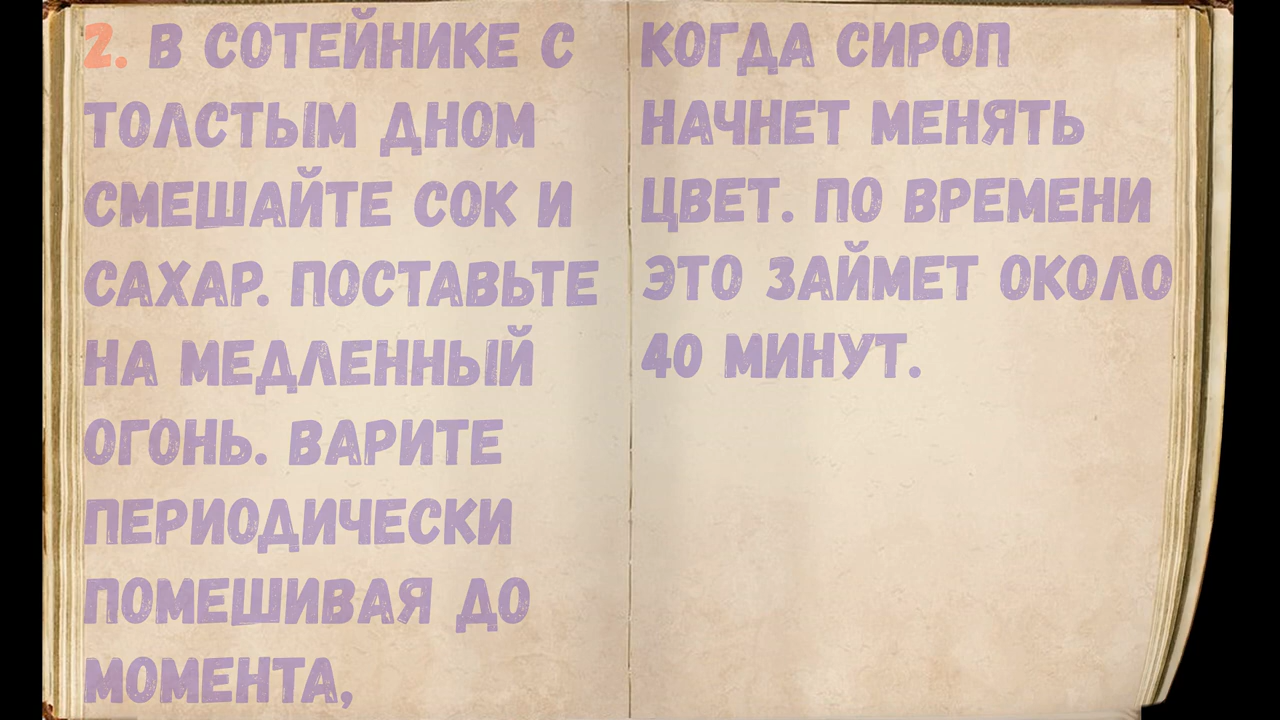 2. В СОТЕЙНИКЕ С
ТОЛСТЫМ ДНОМ
СМЕШАЙТЕ СОК И
САХАР. ПОСТАВЬТЕ
НА МЕДЛЕННЫЙ
ОГОНЬ. ВАРИТЕ
ПЕРИОДИЧЕСКИ
ПОМЕШИВАЯ ДО
МОМЕНТА,
КОГДА СИРОП
НАЧНЕТ МЕНЯТЬ
ЦВЕТ. ПО ВРЕМЕНИ
ЭТО ЗАЙМЕТ ОКОЛО
40 МИНУТ.